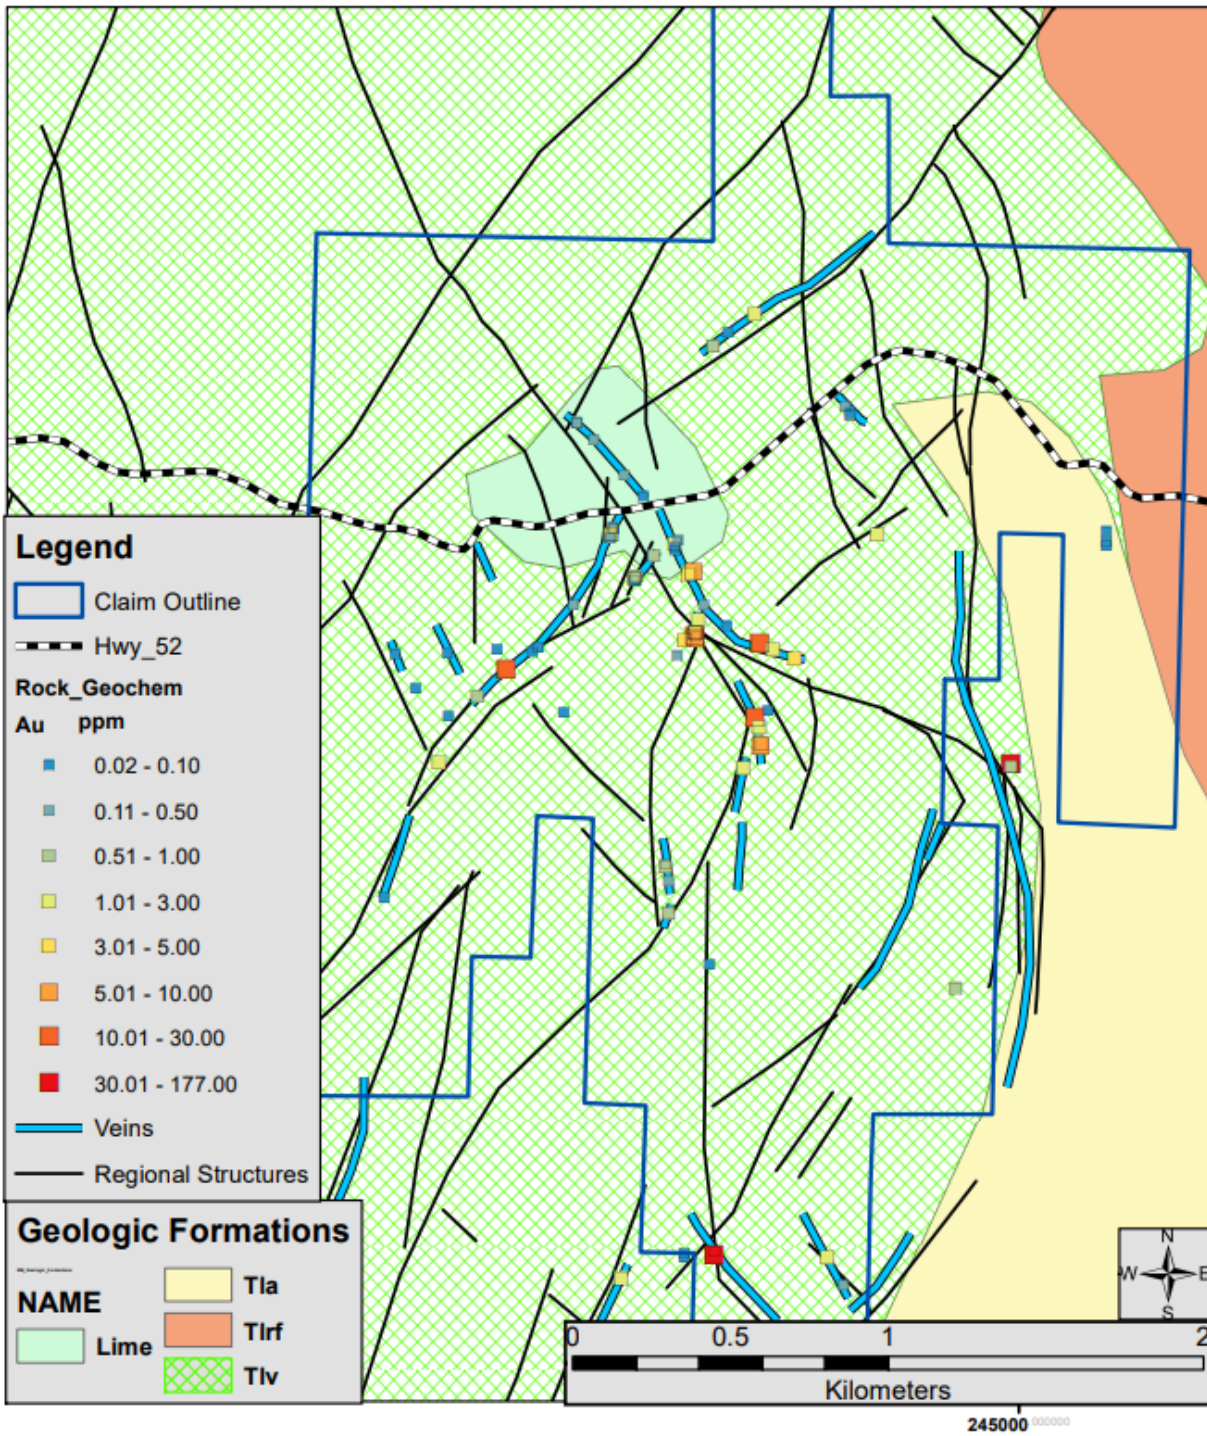 Legend
Claim Outline
Hwy_52
Rock_Geochem
Au ppm
0.02 - 0.10
0.11 - 0.50
0.51 - 1.00
1.01 - 3.00
3.01 - 5.00
5.01 - 10.00
10.01 - 30.00
30.01 - 177.00
Veins
Regional Structures
Geologic Formations
NAME
Lime
Tla
Tlrf
Tlv
N
W E
S
0 0.5 1 2
Kilometers
245000.000000